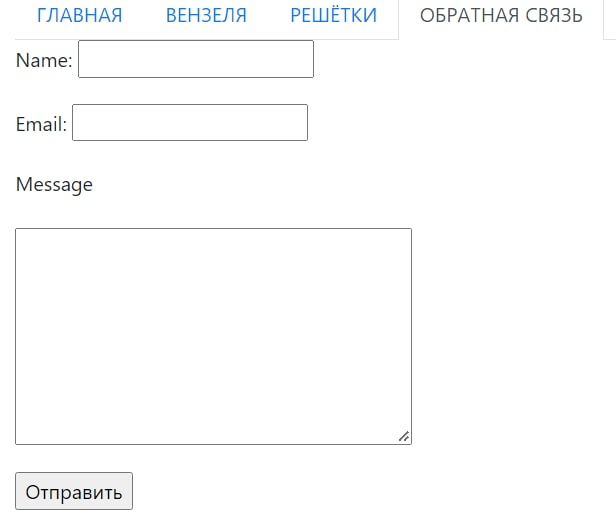 ГЛАВНАЯ ВЕНЗЕЛЯ РЕШЁТКИ ОБРАТНАЯ СВЯЗЬ
Name:
Email:
Message
Отправить